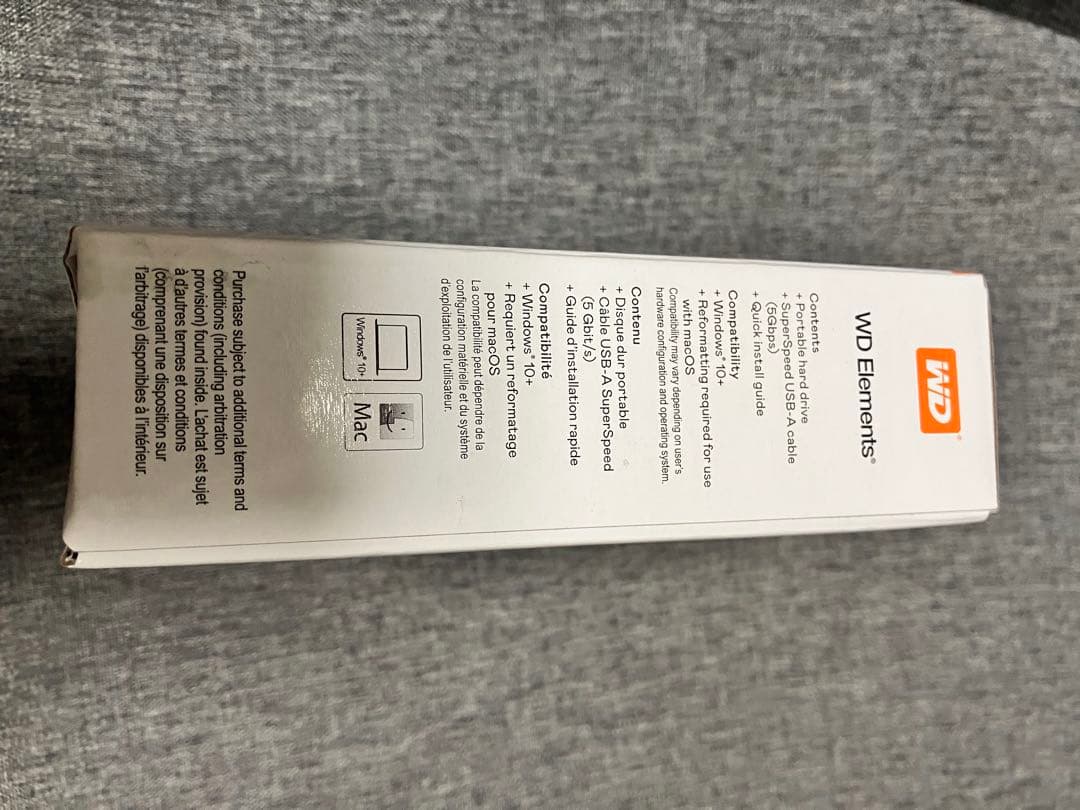 WD®
WD Elements®
Contents
+ Portable hard drive
+ SuperSpeed USB-A cable
(5Gbps)
+ Quick install guide
Compatibility
+ Windows® 10+
+ Reformatting required for use
with macOS
Compatibility may vary depending on user's
hardware configuration and operating system.
Contenu
+ Disque dur portable
+ Câble USB-A SuperSpeed
(5 Gbit/s)
+ Guide d'installation rapide
Compatibilité
+ Windows® 10+
+ Requiert un reformatage
pour macOS
La compatibilité peut dépendre de la
configuration matérielle et du système
d'exploitation de l'utilisateur.
Windows® 10+
Mac
Purchase subject to additional terms and
conditions (including arbitration
provision) found inside. L'achat est sujet
à d'autres termes et conditions
(comprenant une disposition sur
l'arbitrage) disponibles à l'intérieur.